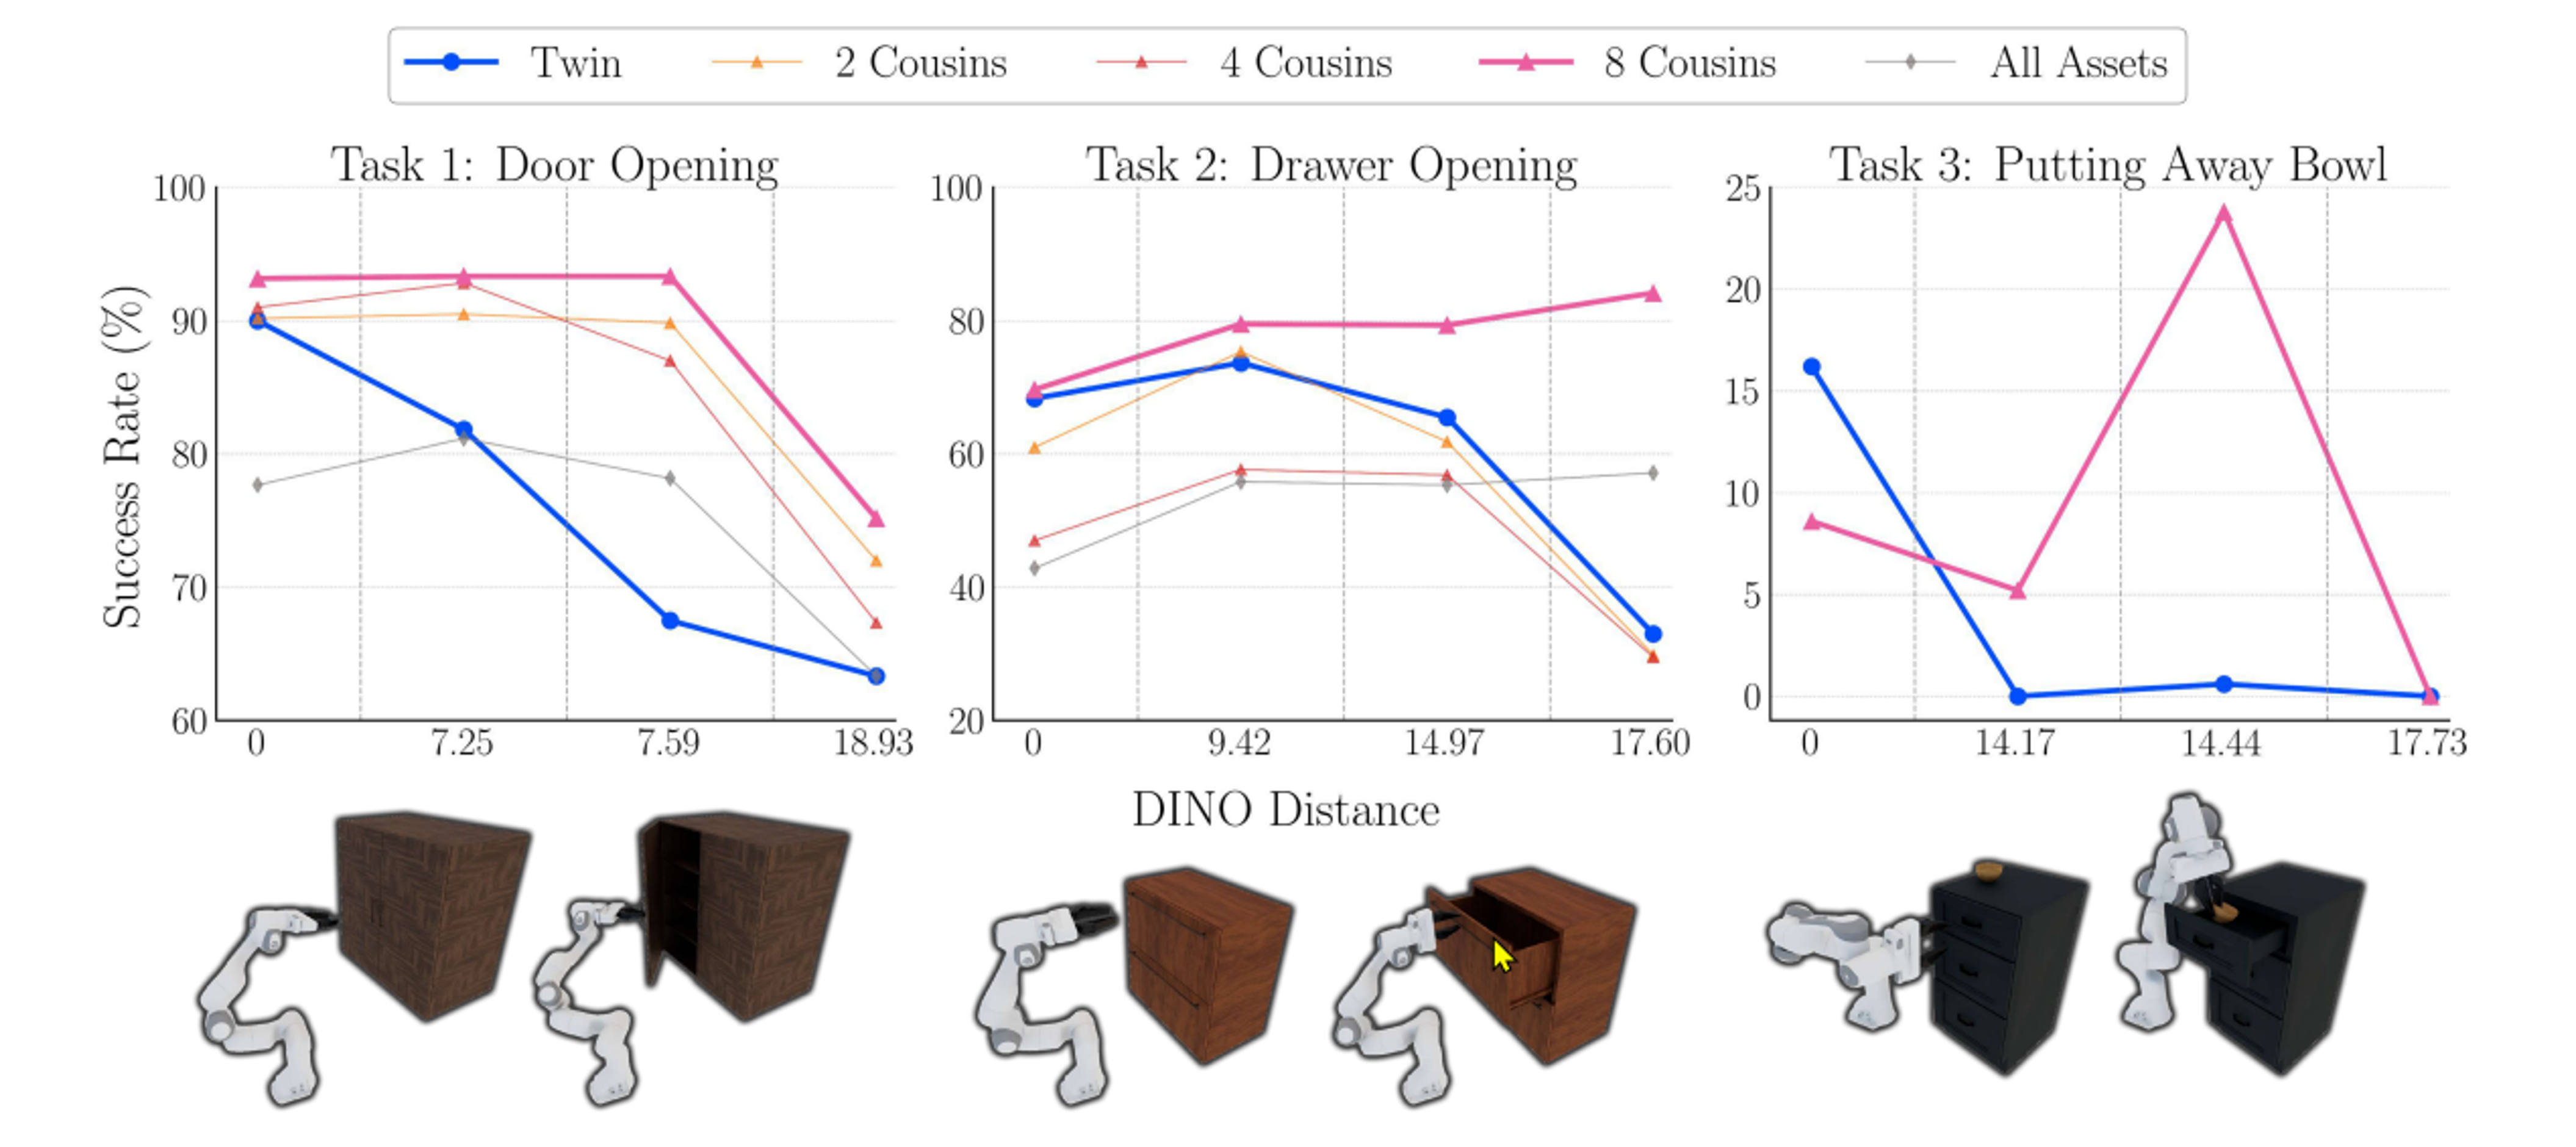 Twin 2 Cousins 4 Cousins 8 Cousins All Assets
Task 1: Door Opening
Success Rate (%)
100
90
80
70
60
0 7.25 7.59 18.93
Task 2: Drawer Opening
100
80
60
40
20
0 9.42 14.97 17.60
Task 3: Putting Away Bowl
25
20
15
10
5
0
0 14.17 14.44 17.73
DINO Distance